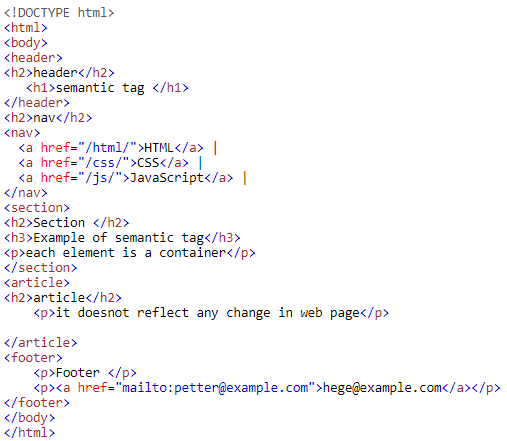 <!DOCTYPE html>
<html>
<body>
<header>
<h2>header</h2>
   <h1>semantic tag </h1>
</header>
<h2>nav</h2>
<nav>
  <a href="/html/">HTML</a> |
  <a href="/css/">CSS</a> |
  <a href="/js/">JavaScript</a> |
</nav>
<section>
<h2>Section </h2>
<h3>Example of semantic tag</h3>
<p>each element is a container</p>
</section>
<article>
<h2>article</h2>
    <p>it doesnot reflect any change in web page</p>

</article>
<footer>
    <p>Footer </p>
    <p><a href="mailto:petter@example.com">hege@example.com</a></p>
</footer>
</body>
</html>